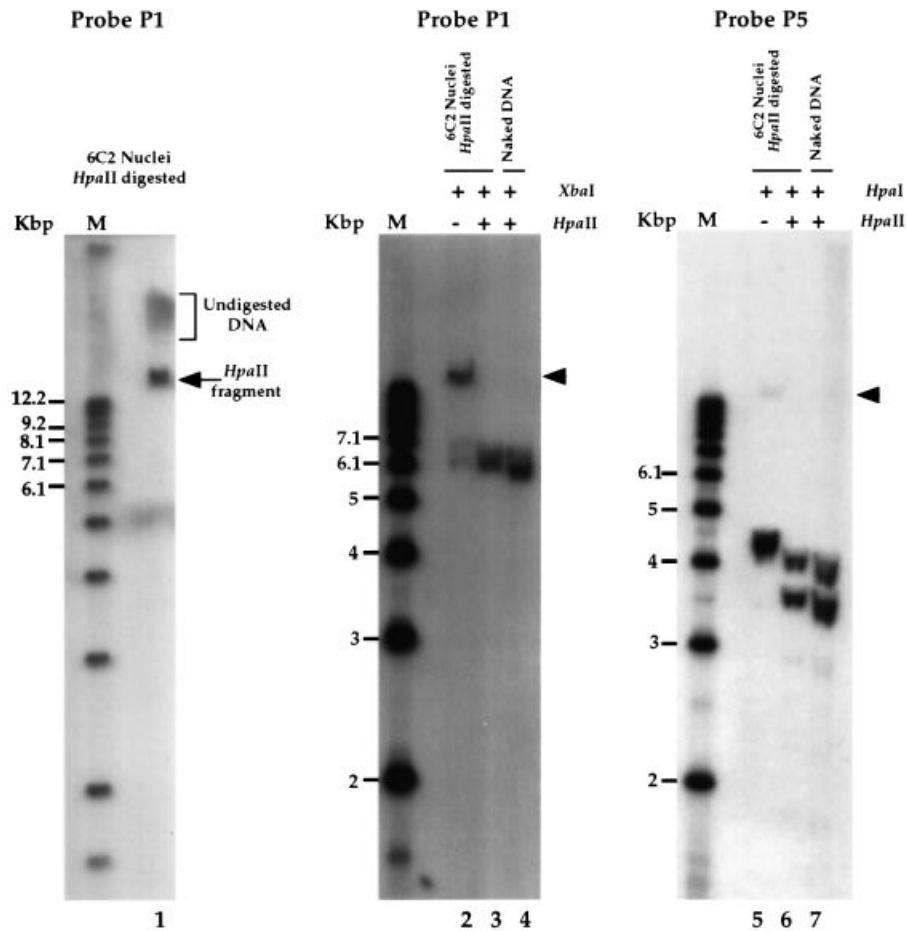 Probe P1
6C2 Nuclei
HpaII digested
Kbp M
Undigested
DNA
HpaII
fragment
12.2
9.2
8.1
7.1
6.1
1
Probe P1
6C2 Nuclei
HpaII digested
Naked DNA
+ + + XbaI
Kbp M - + + HpaII
7.1
6.1
5
4
3
2
2 3 4
Probe P5
6C2 Nuclei
HpaII digested
Naked DNA
+ + + HpaI
Kbp M - + + HpaII
6.1
5
4
3
2
5 6 7